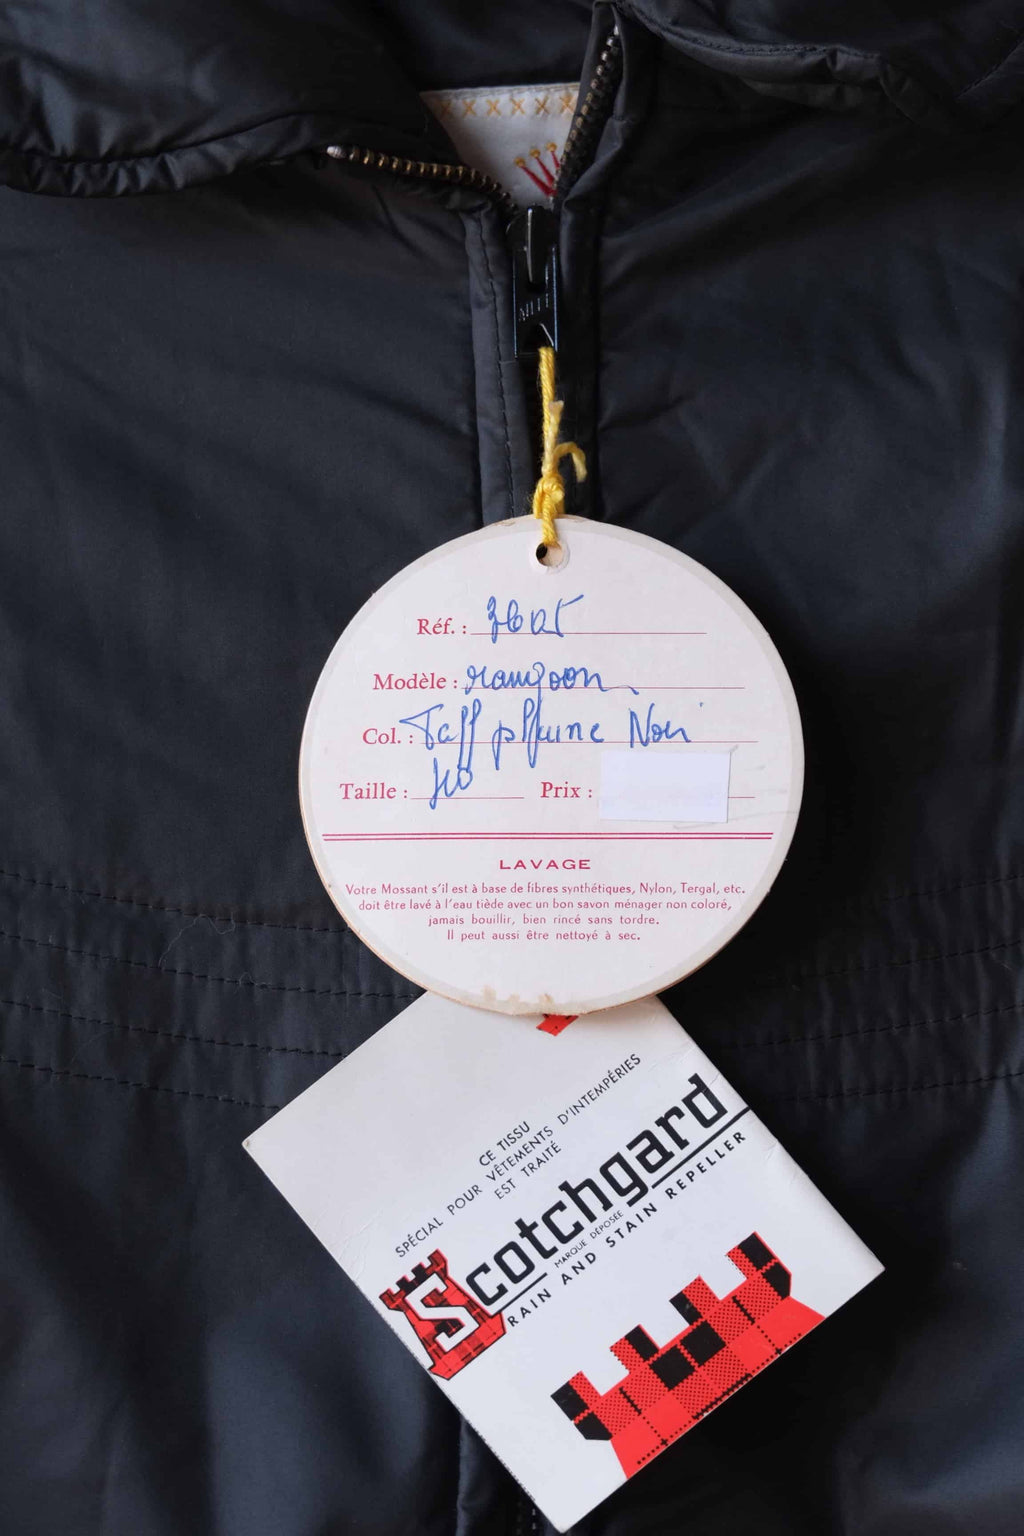 Réf. : 3605
Modèle : rangoon
Col. : Taff plume Noir
Taille : 40 Prix :
LAVAGE
Votre Mossant s'il est à base de fibres synthétiques, Nylon, Tergal, etc.
doit être lavé à l'eau tiède avec un bon savon ménager non coloré,
jamais bouillir, bien rincé sans tordre.
Il peut aussi être nettoyé à sec.
CE TISSU
SPÉCIAL POUR VÊTEMENTS D'INTEMPÉRIES
EST TRAITÉ
Scotchgard
MARQUE DÉPOSÉE
RAIN AND STAIN REPELLER